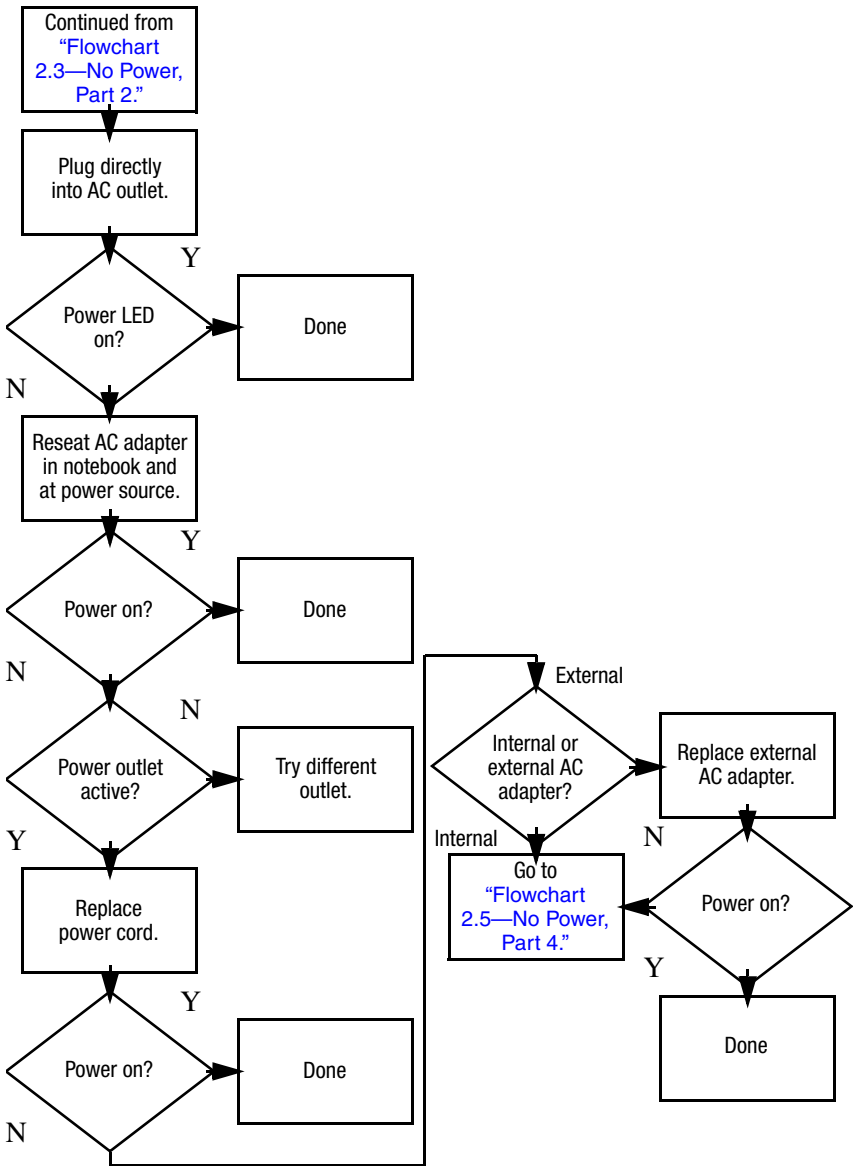 Continued from
“Flowchart
2.3—No Power,
Part 2.”
Plug directly
into AC outlet.
Y
Power LED
on?
Done
N
Reseat AC adapter
in notebook and
at power source.
Y
Power on?
Done
N
N
Power outlet
active?
Try different
outlet.
Y
Replace
power cord.
Y
Power on?
Done
N
External
Internal or
external AC
adapter?
Replace external
AC adapter.
Internal
N
Go to
“Flowchart
2.5—No Power,
Part 4.”
Power on?
Y
Done